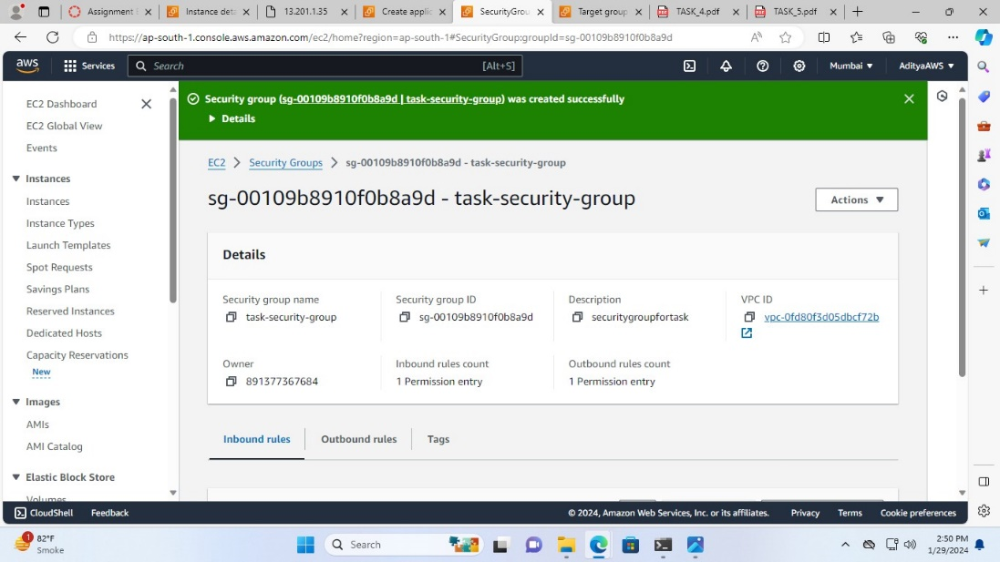 Assignment
Instance deta
13.201.1.35
Create applic
SecurityGrou
Target group
TASK_4.pdf
TASK_5.pdf
https://ap-south-1.console.aws.amazon.com/ec2/home?region=ap-south-1#SecurityGroup:groupId=sg-00109b8910f0b8a9d
aws
Services
Search
[Alt+S]
Mumbai
AdityaAWS
EC2 Dashboard
EC2 Global View
Events
Instances
Instances
Instance Types
Launch Templates
Spot Requests
Savings Plans
Reserved Instances
Dedicated Hosts
Capacity Reservations
New
Images
AMIs
AMI Catalog
Elastic Block Store
Volumes
Security group (sg-00109b8910f0b8a9d | task-security-group) was created successfully
Details
EC2
Security Groups
sg-00109b8910f0b8a9d - task-security-group
sg-00109b8910f0b8a9d - task-security-group
Actions
Details
Security group name
task-security-group
Security group ID
sg-00109b8910f0b8a9d
Description
securitygroupfortask
VPC ID
vpc-0fd80f3d05dbcf72b
Owner
891377367684
Inbound rules count
1 Permission entry
Outbound rules count
1 Permission entry
Inbound rules
Outbound rules
Tags
CloudShell
Feedback
© 2024, Amazon Web Services, Inc. or its affiliates.
Privacy
Terms
Cookie preferences
1
82°F
Smoke
Search
2:50 PM
1/29/2024